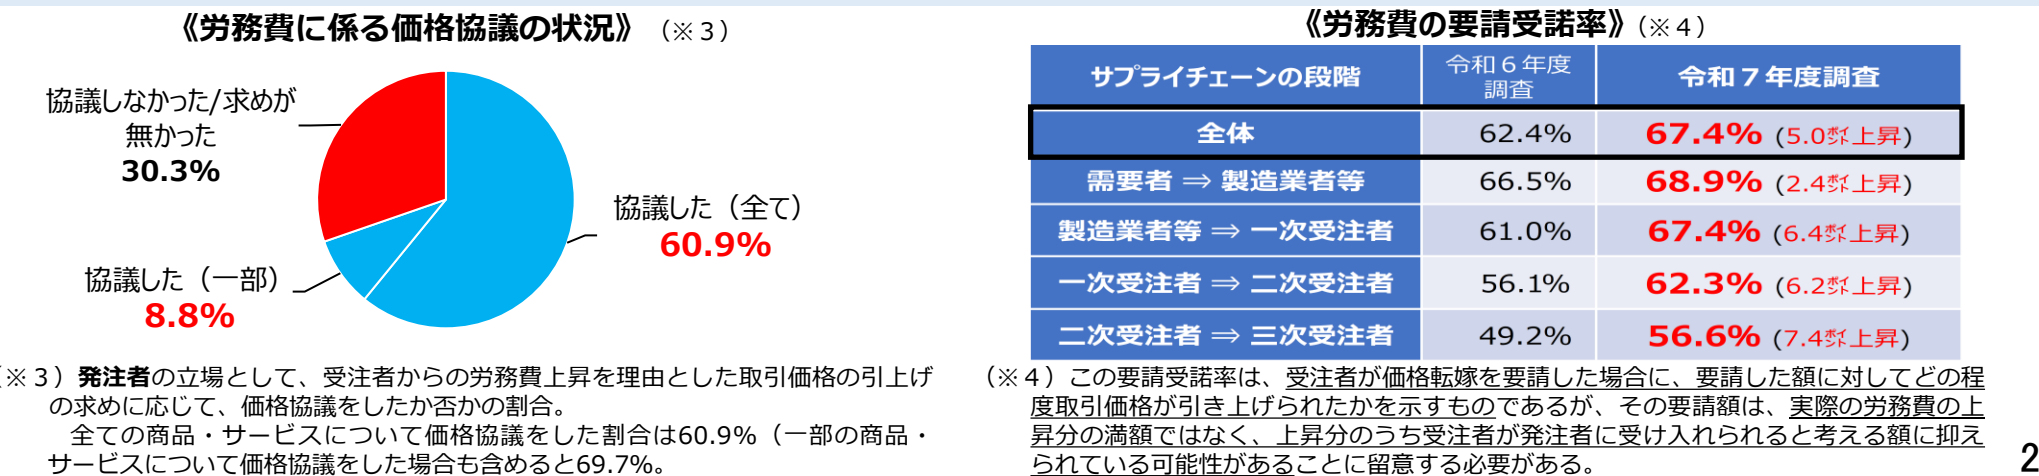 《労務費に係る価格協議の状況》（※３）
協議しなかった/求めが
無かった
30.3%
協議した（全て）
60.9%
協議した（一部）
8.8%
（※３）発注者の立場として、受注者からの労務費上昇を理由とした取引価格の引上げ
の求めに応じて、価格協議をしたか否かの割合。
全ての商品・サービスについて価格協議をした割合は60.9%（一部の商品・
サービスについて価格協議をした場合も含めると69.7%。
《労務費の要請受諾率》（※４）
サプライチェーンの段階 令和６年度調査 令和７年度調査
全体 62.4% 67.4% (5.0㌽上昇)
需要者 ⇒ 製造業者等 66.5% 68.9% (2.4㌽上昇)
製造業者等 ⇒ 一次受注者 61.0% 67.4% (6.4㌽上昇)
一次受注者 ⇒ 二次受注者 56.1% 62.3% (6.2㌽上昇)
二次受注者 ⇒ 三次受注者 49.2% 56.6% (7.4㌽上昇)
（※４）この要請受諾率は、受注者が価格転嫁を要請した場合に、要請した額に対してどの程
度取引価格が引き上げられたかを示すものであるが、その要請額は、実際の労務費の上
昇分の満額ではなく、上昇分のうち受注者が発注者に受け入れられると考える額に抑え
られている可能性があることに留意する必要がある。
2